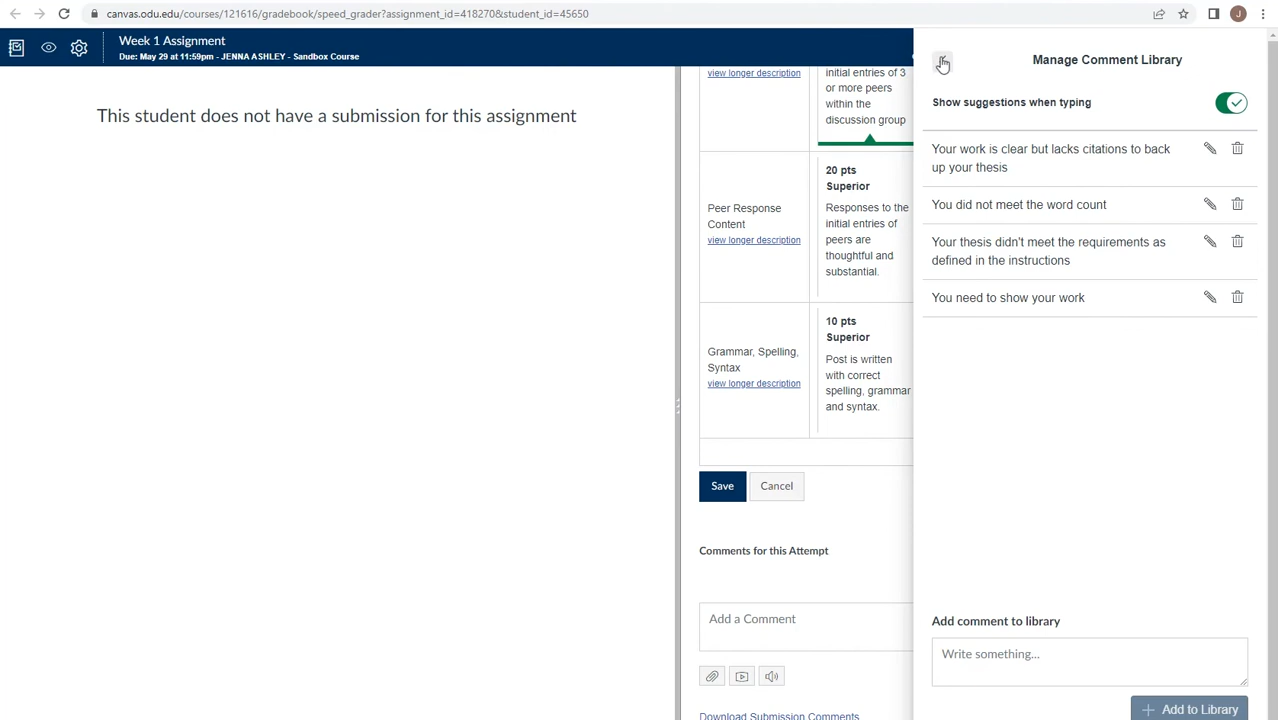 canvas.odu.edu/courses/121616/gradebook/speed_grader?assignment_id=418270&student_id=45650
J
Week 1 Assignment
Due: May 29 at 11:59pm - JENNA ASHLEY - Sandbox Course
This student does not have a submission for this assignment
view longer description
initial entries of 3
or more peers
within the
discussion group
Peer Response
Content
view longer description
20 pts
Superior
Responses to the
initial entries of
peers are
thoughtful and
substantial.
Grammar, Spelling,
Syntax
view longer description
10 pts
Superior
Post is written
with correct
spelling, grammar
and syntax.
Save
Cancel
Comments for this Attempt
Add a Comment
Download Submission Comments
Manage Comment Library
Show suggestions when typing
Your work is clear but lacks citations to back
up your thesis
You did not meet the word count
Your thesis didn't meet the requirements as
defined in the instructions
You need to show your work
Add comment to library
Write something...
+ Add to Library